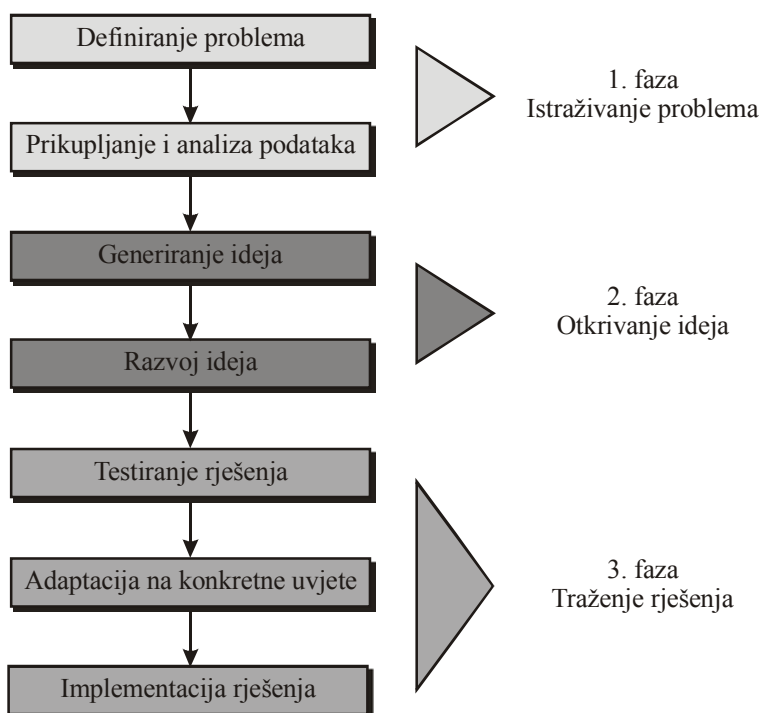 Definiranje problema
Prikupljanje i analiza podataka
1. faza
Istraživanje problema
Generiranje ideja
Razvoj ideja
2. faza
Otkrivanje ideja
Testiranje rješenja
Adaptacija na konkretne uvjete
Implementacija rješenja
3. faza
Traženje rješenja